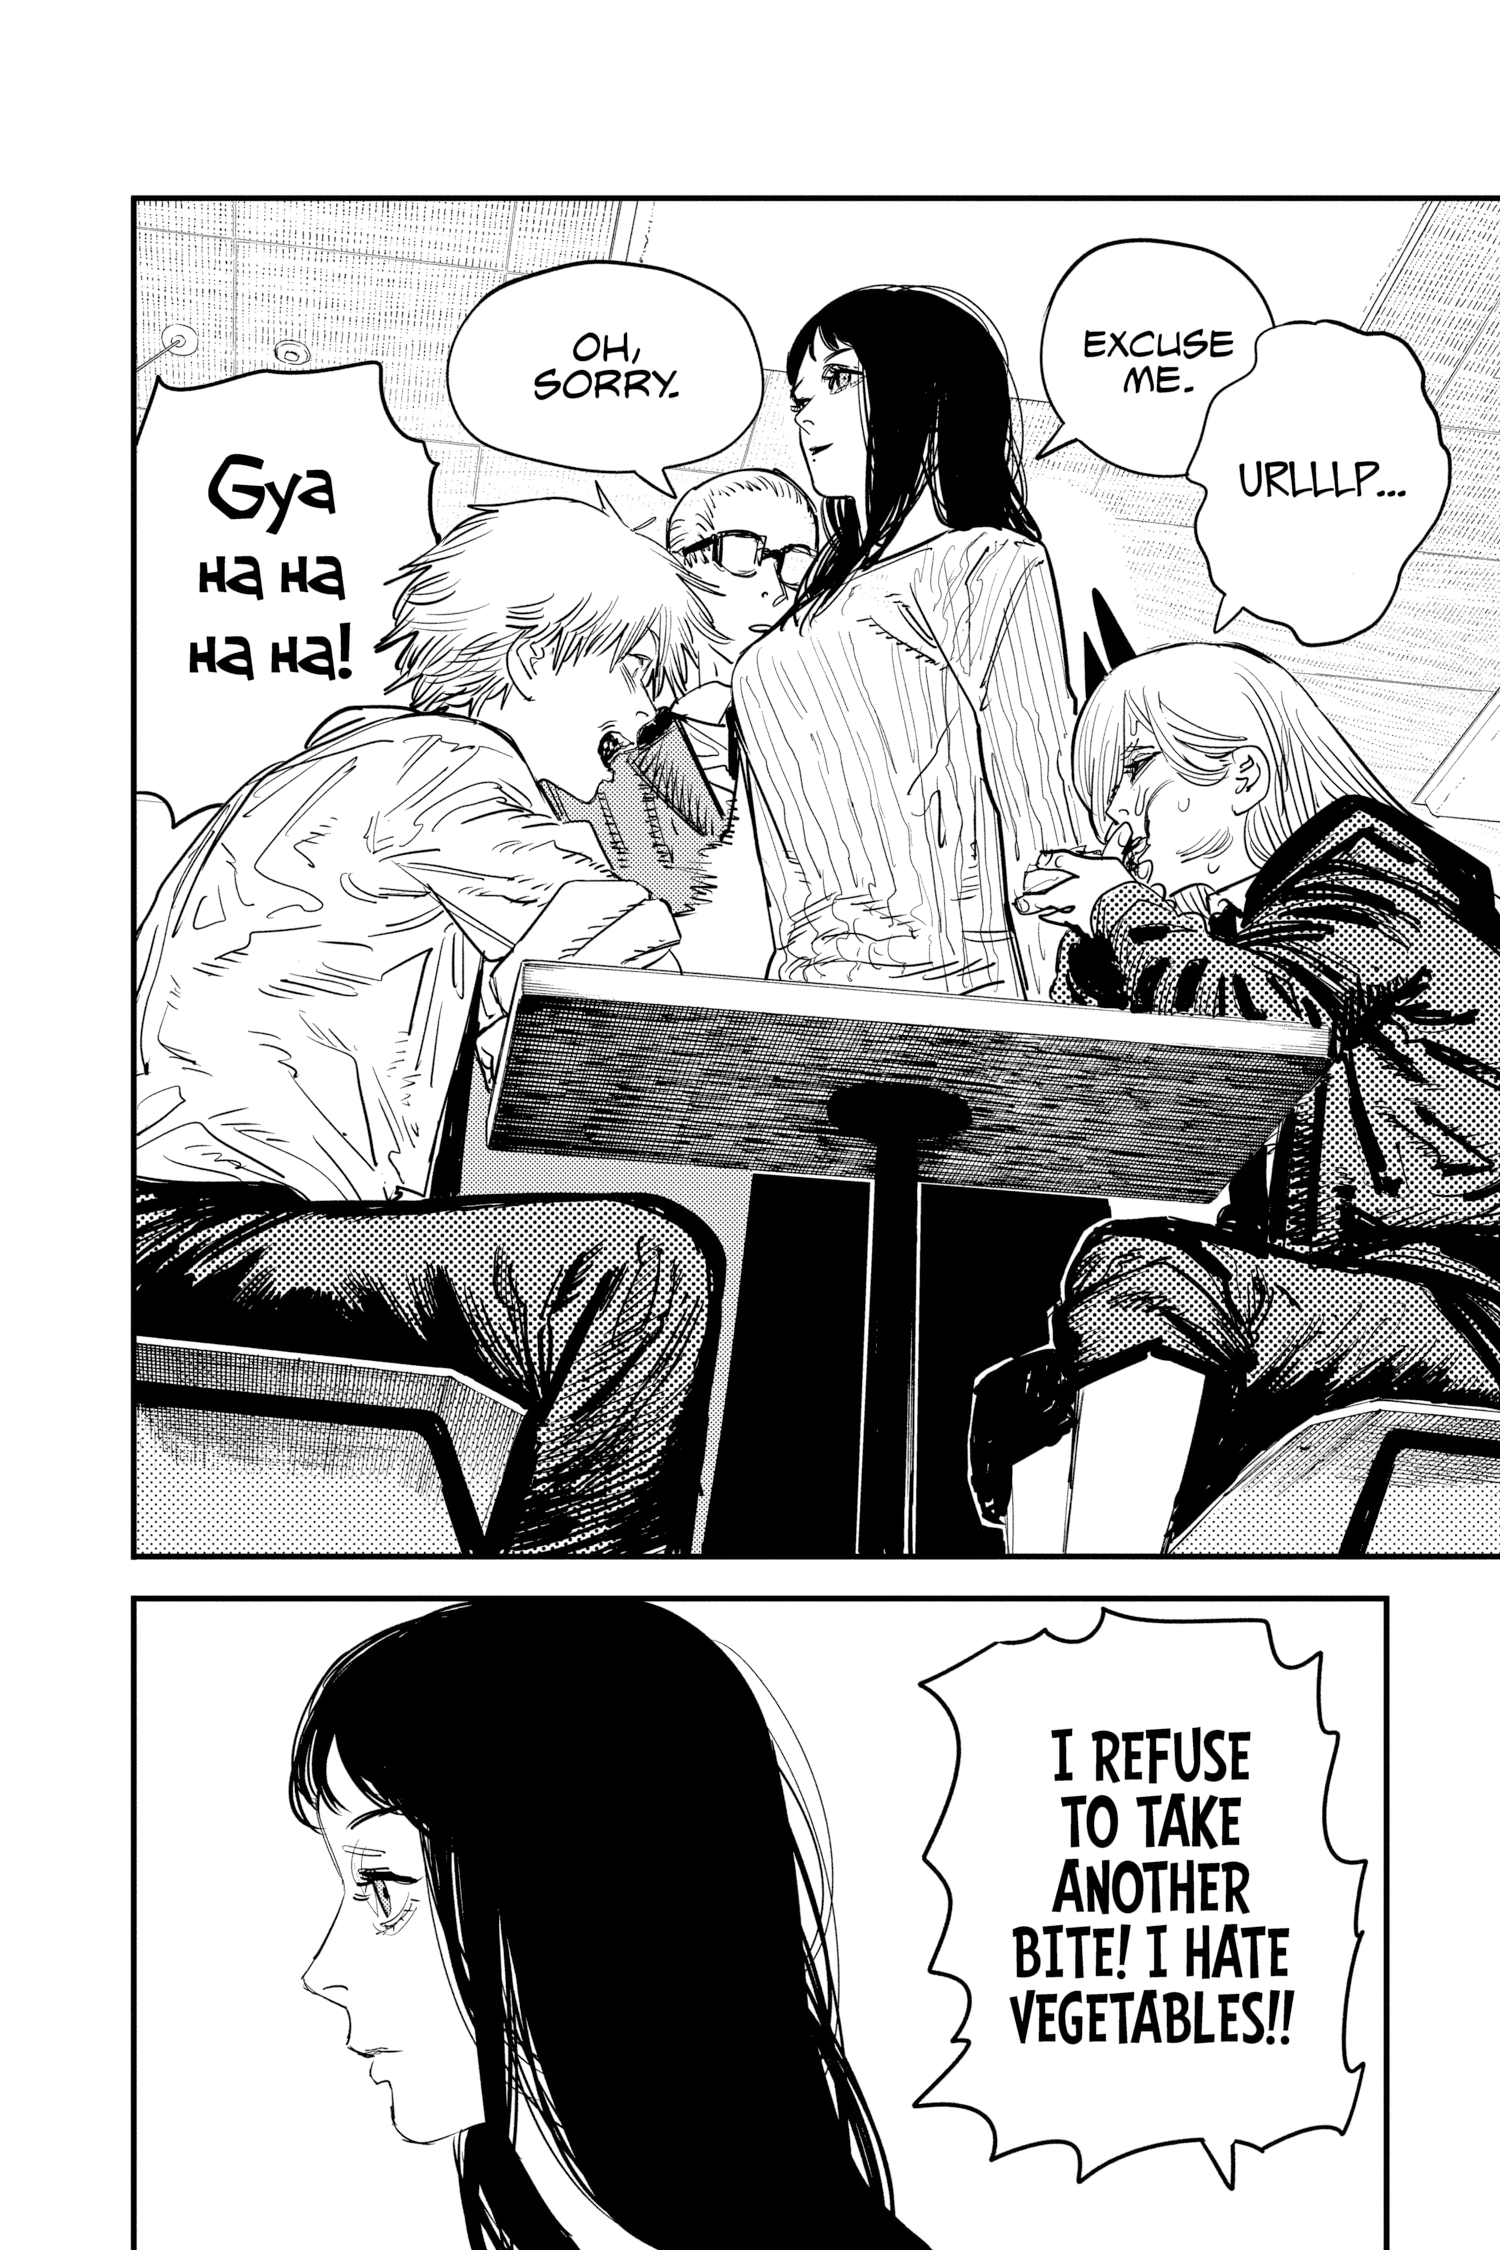 URLLLP...
EXCUSE
ME.
OH,
SORRY.
Gya
HA HA
HA HA!
I REFUSE
TO TAKE
ANOTHER
BITE! I HATE
VEGETABLES!!